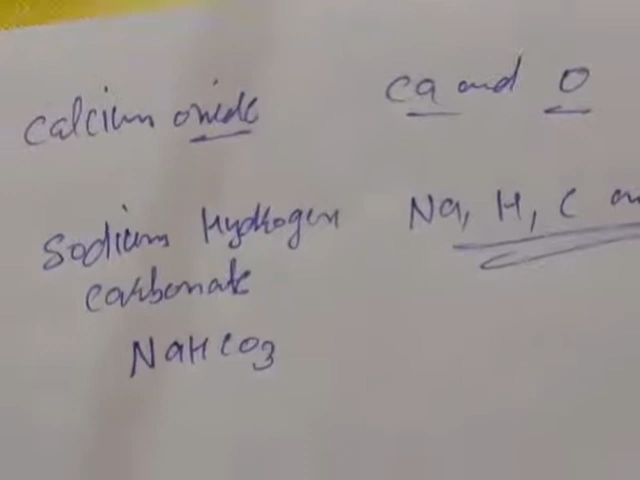 Calcium oxide Ca and O
Sodium Hydrogen Na, H, C
carbonate
NaHCO3